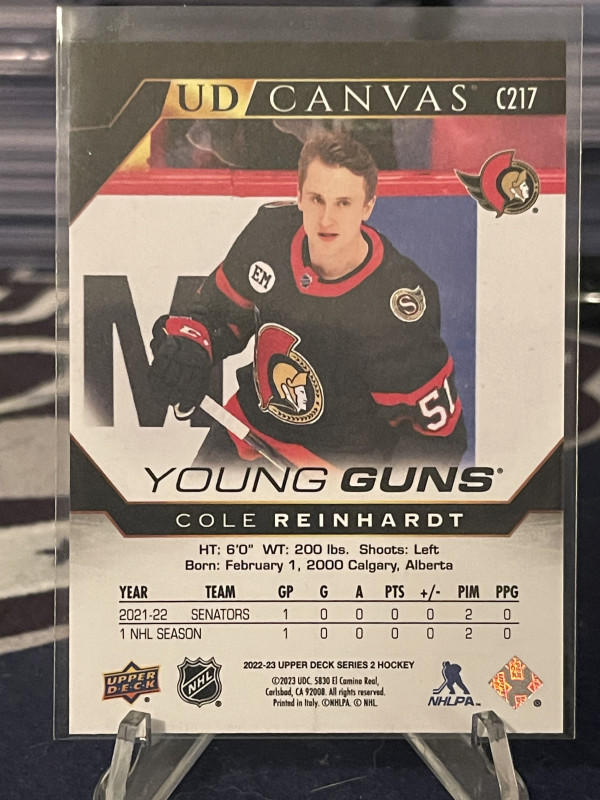 UD CANVAS® C217
EM
S
M
C
51
YOUNG GUNS®
COLE REINHARDT
HT: 6'0" WT: 200 lbs. Shoots: Left
Born: February 1, 2000 Calgary, Alberta
YEAR TEAM GP G A PTS +/- PIM PPG
2021-22 SENATORS 1 0 0 0 0 2 0
1 NHL SEASON 1 0 0 0 0 2 0
2022-23 UPPER DECK SERIES 2 HOCKEY
©2023 UDC. 5830 El Camino Real,
Carlsbad, CA 92008. All rights reserved.
Printed in Italy. ©NHLPA. © NHL.
UPPER
D·E·C·K
NHL
NHLPA™